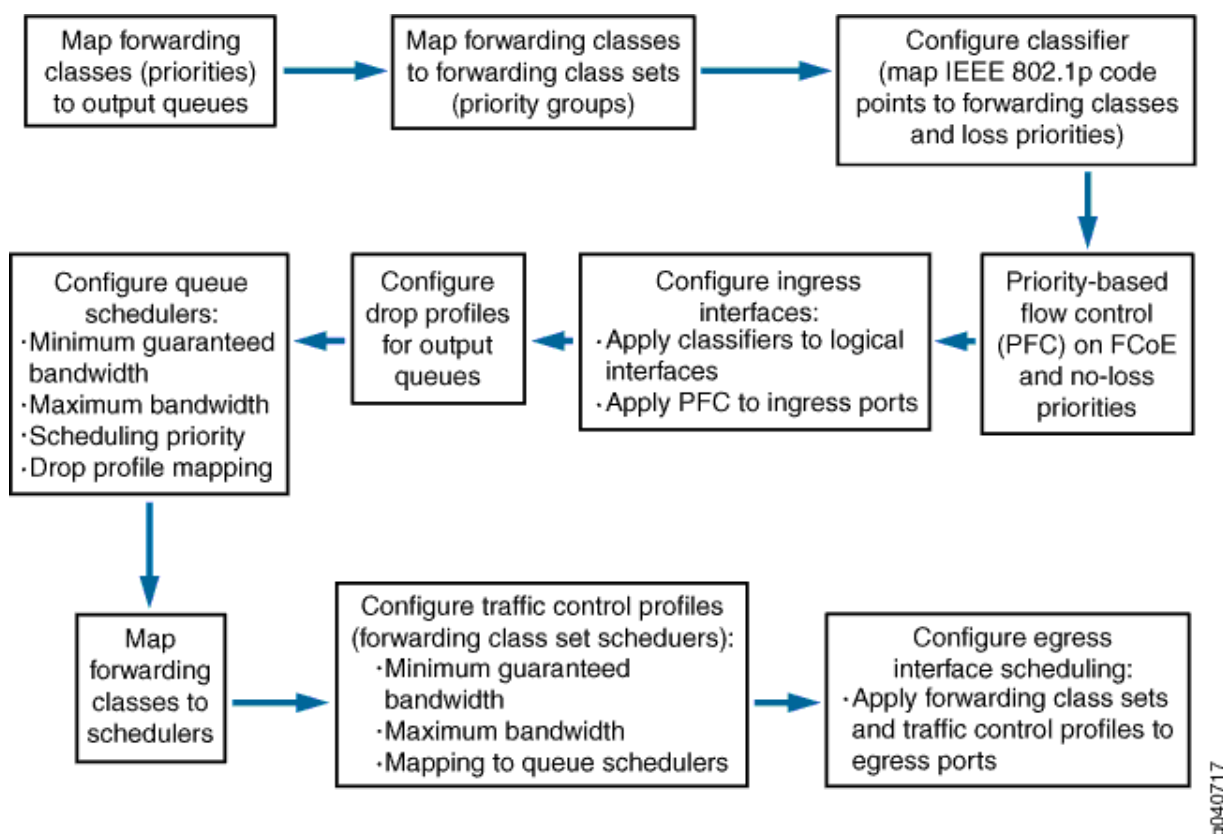 Map forwarding
classes (priorities)
to output queues
Map forwarding classes
to forwarding class sets
(priority groups)
Configure classifier
(map IEEE 802.1p code
points to forwarding classes
and loss priorities)
Priority-based
flow control
(PFC) on FCoE
and no-loss
priorities
Configure ingress
interfaces:
·Apply classifiers to logical
interfaces
·Apply PFC to ingress ports
Configure
drop profiles
for output
queues
Configure queue
schedulers:
·Minimum guaranteed
bandwidth
·Maximum bandwidth
·Scheduling priority
·Drop profile mapping
Map
forwarding
classes to
schedulers
Configure traffic control profiles
(forwarding class set scheduers):
·Minimum guaranteed
bandwidth
·Maximum bandwidth
·Mapping to queue schedulers
Configure egress
interface scheduling:
·Apply forwarding class sets
and traffic control profiles to
egress ports